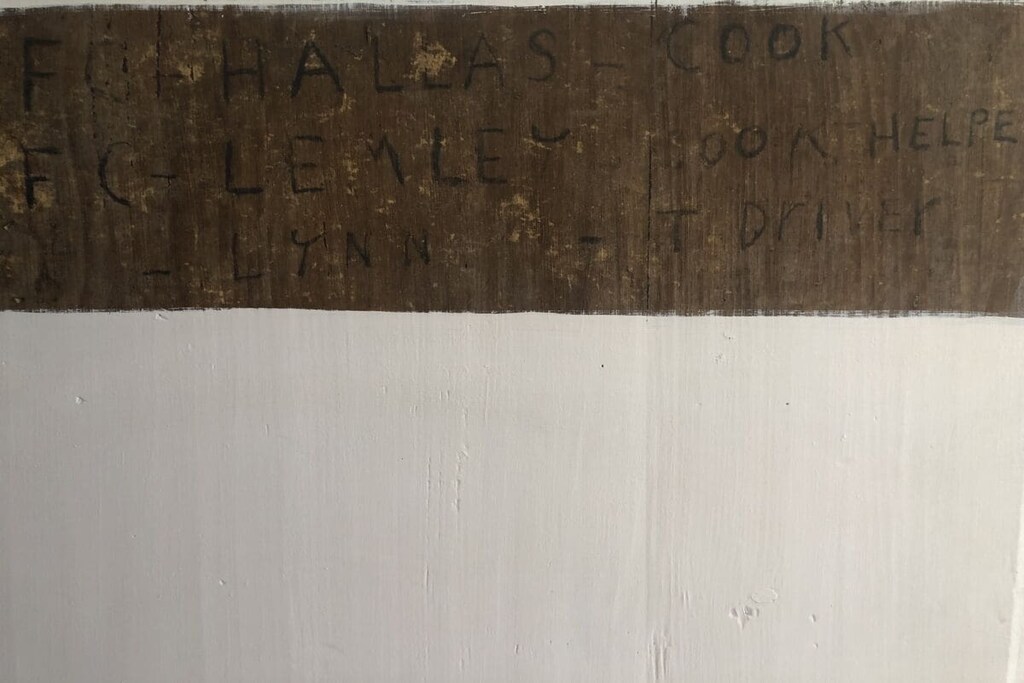 HALLAS - COOK
FC - LEMLEY COOK HELPE
- LYNN - T DrIVEr